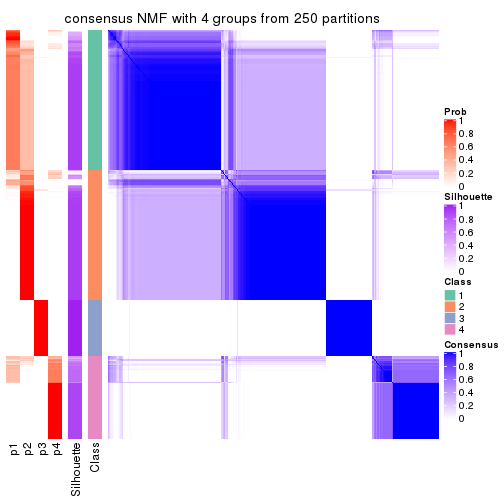 consensus NMF with 4 groups from 250 partitions
Prob
1
0.8
0.6
0.4
0.2
0
Silhouette
1
0.8
0.6
0.4
0.2
0
Class
1
2
3
4
Consensus
1
0.8
0.6
0.4
0.2
0
p1
p2
p3
p4
Silhouette
Class